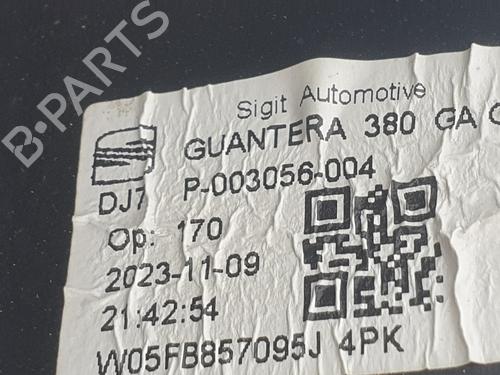 B-PARTS
Sigit Automotive
GUANTERA 380 GA
DJ7 P-003056-004
Op: 170
2023-11-09
21:42:54
W05FB857095J 4PK